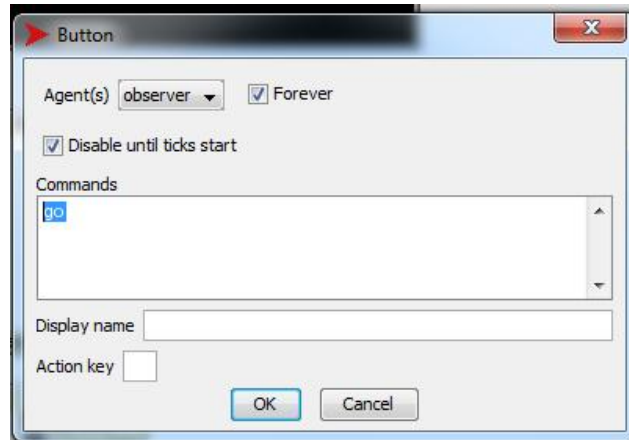 Button
Agent(s) observer Forever
Disable until ticks start
Commands
go
Display name
Action key
OK Cancel